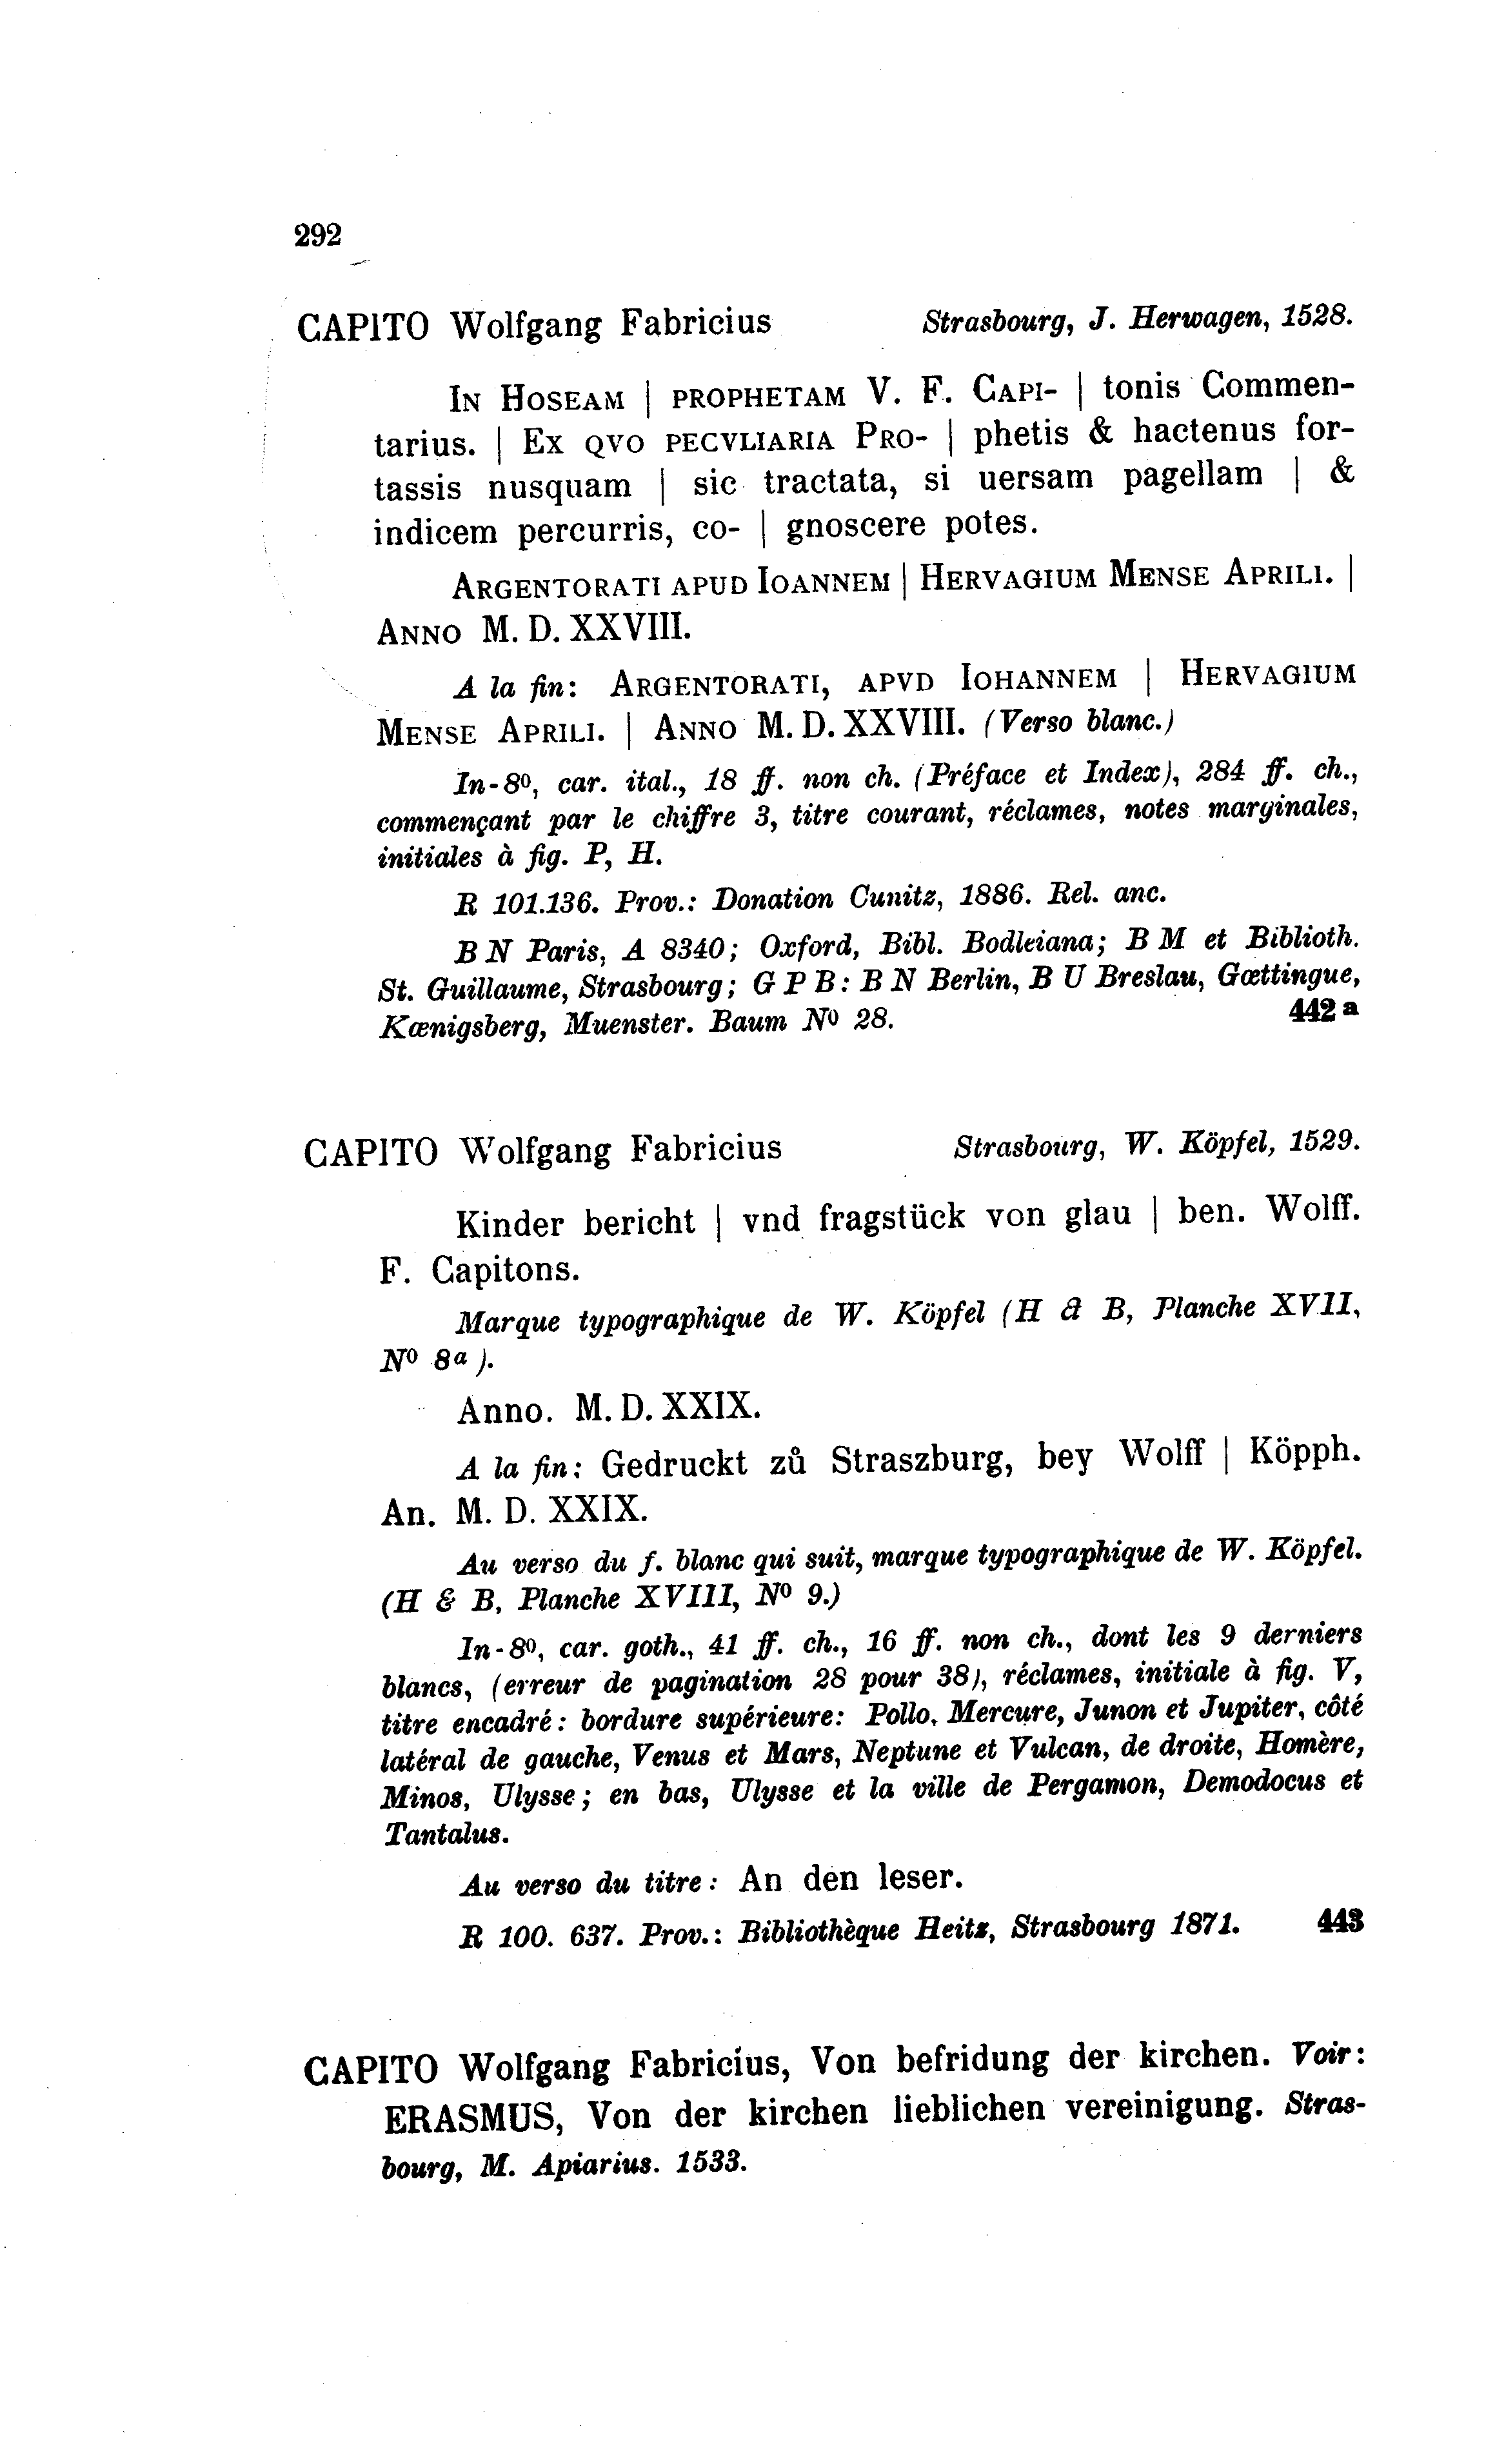 292
CAPITO Wolfgang Fabricius Strasbourg, J. Herwagen, 1528.
IN HOSEAM | PROPHETAM V. F. CAPI- | tonis Commen-
tarius. | EX QVO PECVLIARIA PRO- | phetis & hactenus for-
tassis nusquam | sic tractata, si uersam pagellam | &
indicem percurris, co- | gnoscere potes.
ARGENTORATI APUD IOANNEM | HERVAGIUM MENSE APRILI. |
ANNO M. D. XXVIII.
A la fin: ARGENTORATI, APVD IOHANNEM | HERVAGIUM
MENSE APRILI. | ANNO M. D. XXVIII. (Verso blanc.)
In-8º, car. ital., 18 ff. non ch. (Préface et Index), 284 ff. ch.,
commençant par le chiffre 3, titre courant, réclames, notes marginales,
initiales à fig. P, H.
R 101.136. Prov.: Donation Cunitz, 1886. Rel. anc.
B N Paris, A 8340; Oxford, Bibl. Bodleiana; B M et Biblioth.
St. Guillaume, Strasbourg; G P B: B N Berlin, B U Breslau, Gœttingue,
Kœnigsberg, Muenster. Baum Nº 28. 442 a
CAPITO Wolfgang Fabricius Strasbourg, W. Köpfel, 1529.
Kinder bericht | vnd fragstück von glau | ben. Wolff.
F. Capitons.
Marque typographique de W. Köpfel (H & B, Planche XVII,
Nº 8a).
Anno. M. D. XXIX.
A la fin: Gedruckt zů Straszburg, bey Wolff | Köpph.
An. M. D. XXIX.
Au verso du f. blanc qui suit, marque typographique de W. Köpfel.
(H & B, Planche XVIII, Nº 9.)
In-8º, car. goth., 41 ff. ch., 16 ff. non ch., dont les 9 derniers
blancs, (erreur de pagination 28 pour 38), réclames, initiale à fig. V,
titre encadré: bordure supérieure: Pollo, Mercure, Junon et Jupiter, côté
latéral de gauche, Venus et Mars, Neptune et Vulcan, de droite, Homère,
Minos, Ulysse; en bas, Ulysse et la ville de Pergamon, Demodocus et
Tantalus.
Au verso du titre: An den leser.
R 100. 637. Prov.: Bibliothèque Heitz, Strasbourg 1871. 443
CAPITO Wolfgang Fabricius, Von befridung der kirchen. Voir:
ERASMUS, Von der kirchen lieblichen vereinigung. Stras-
bourg, M. Apiarius. 1533.